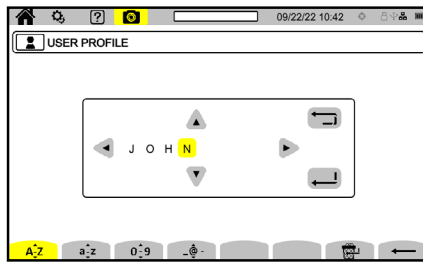 ?
09/22/22 10:42
USER PROFILE
J O H N
A-Z a-z 0-9 _@-